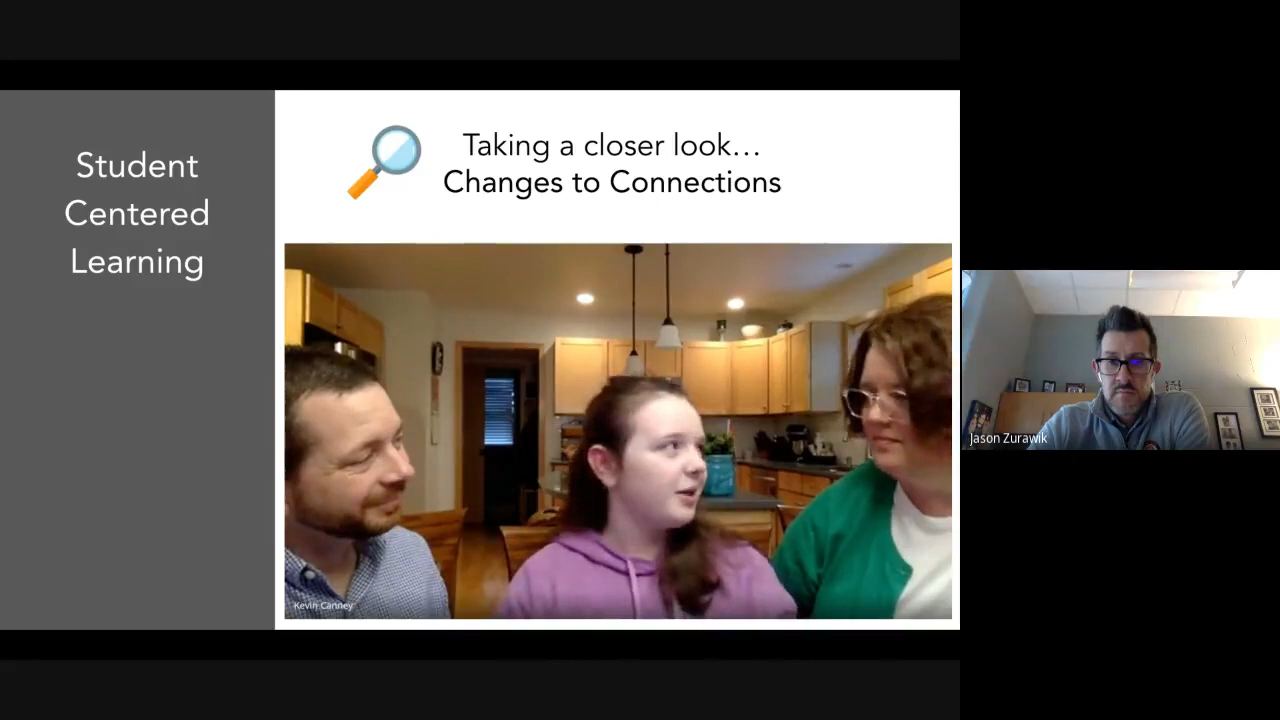 Student
Centered
Learning
Taking a closer look...
Changes to Connections
Kevin Canney
Jason Zurawik